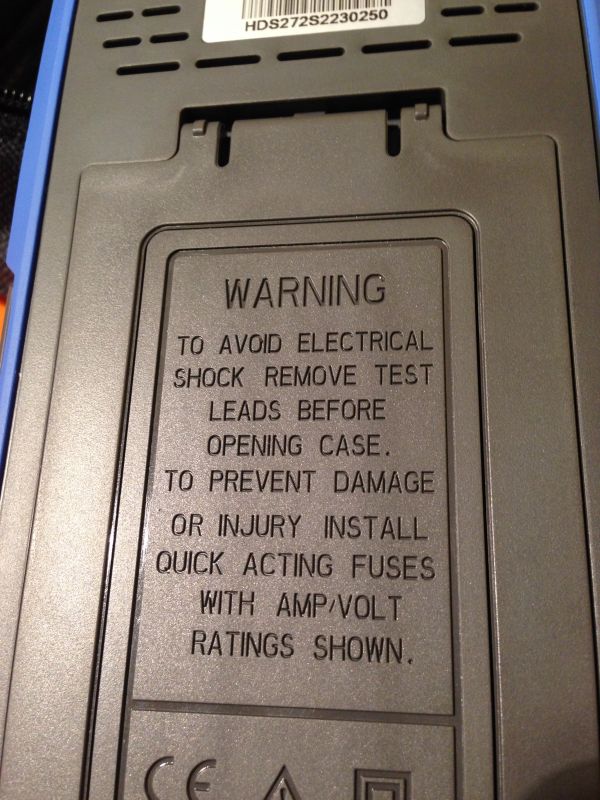 HDS272S2230250
WARNING
TO AVOID ELECTRICAL
SHOCK REMOVE TEST
LEADS BEFORE
OPENING CASE.
TO PREVENT DAMAGE
OR INJURY INSTALL
QUICK ACTING FUSES
WITH AMP/VOLT
RATINGS SHOWN.
CE